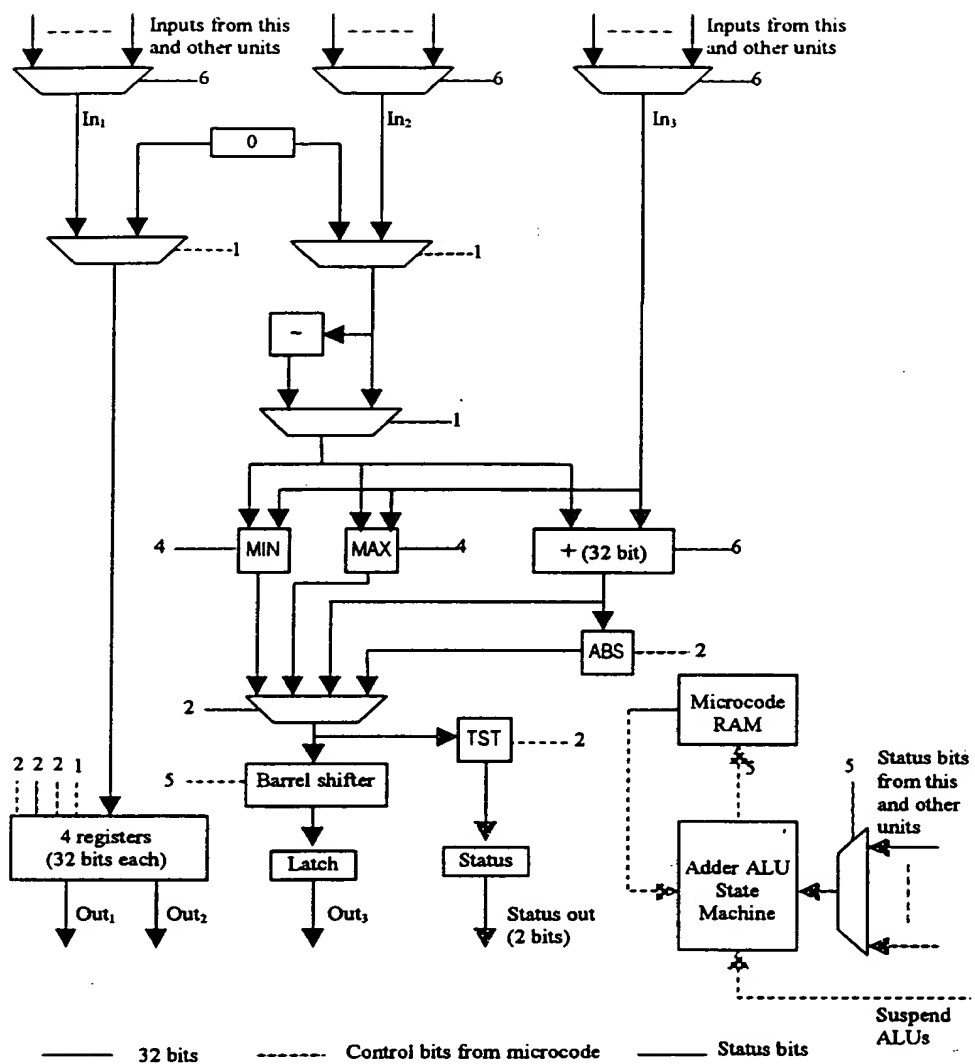 Inputs from this
and other units
Inputs from this
and other units
6
6
6
In₁
In₂
In₃
0
1
1
~
1
4
MIN
MAX
4
+ (32 bit)
6
ABS
2
2
Microcode
RAM
TST
2
2 2 2 1
5
Barrel shifter
5
5
Status bits
from this
and other
units
4 registers
(32 bits each)
Latch
Status
Adder ALU
State
Machine
Out₁
Out₂
Out₃
Status out
(2 bits)
Suspend
ALUs
32 bits
Control bits from microcode
Status bits